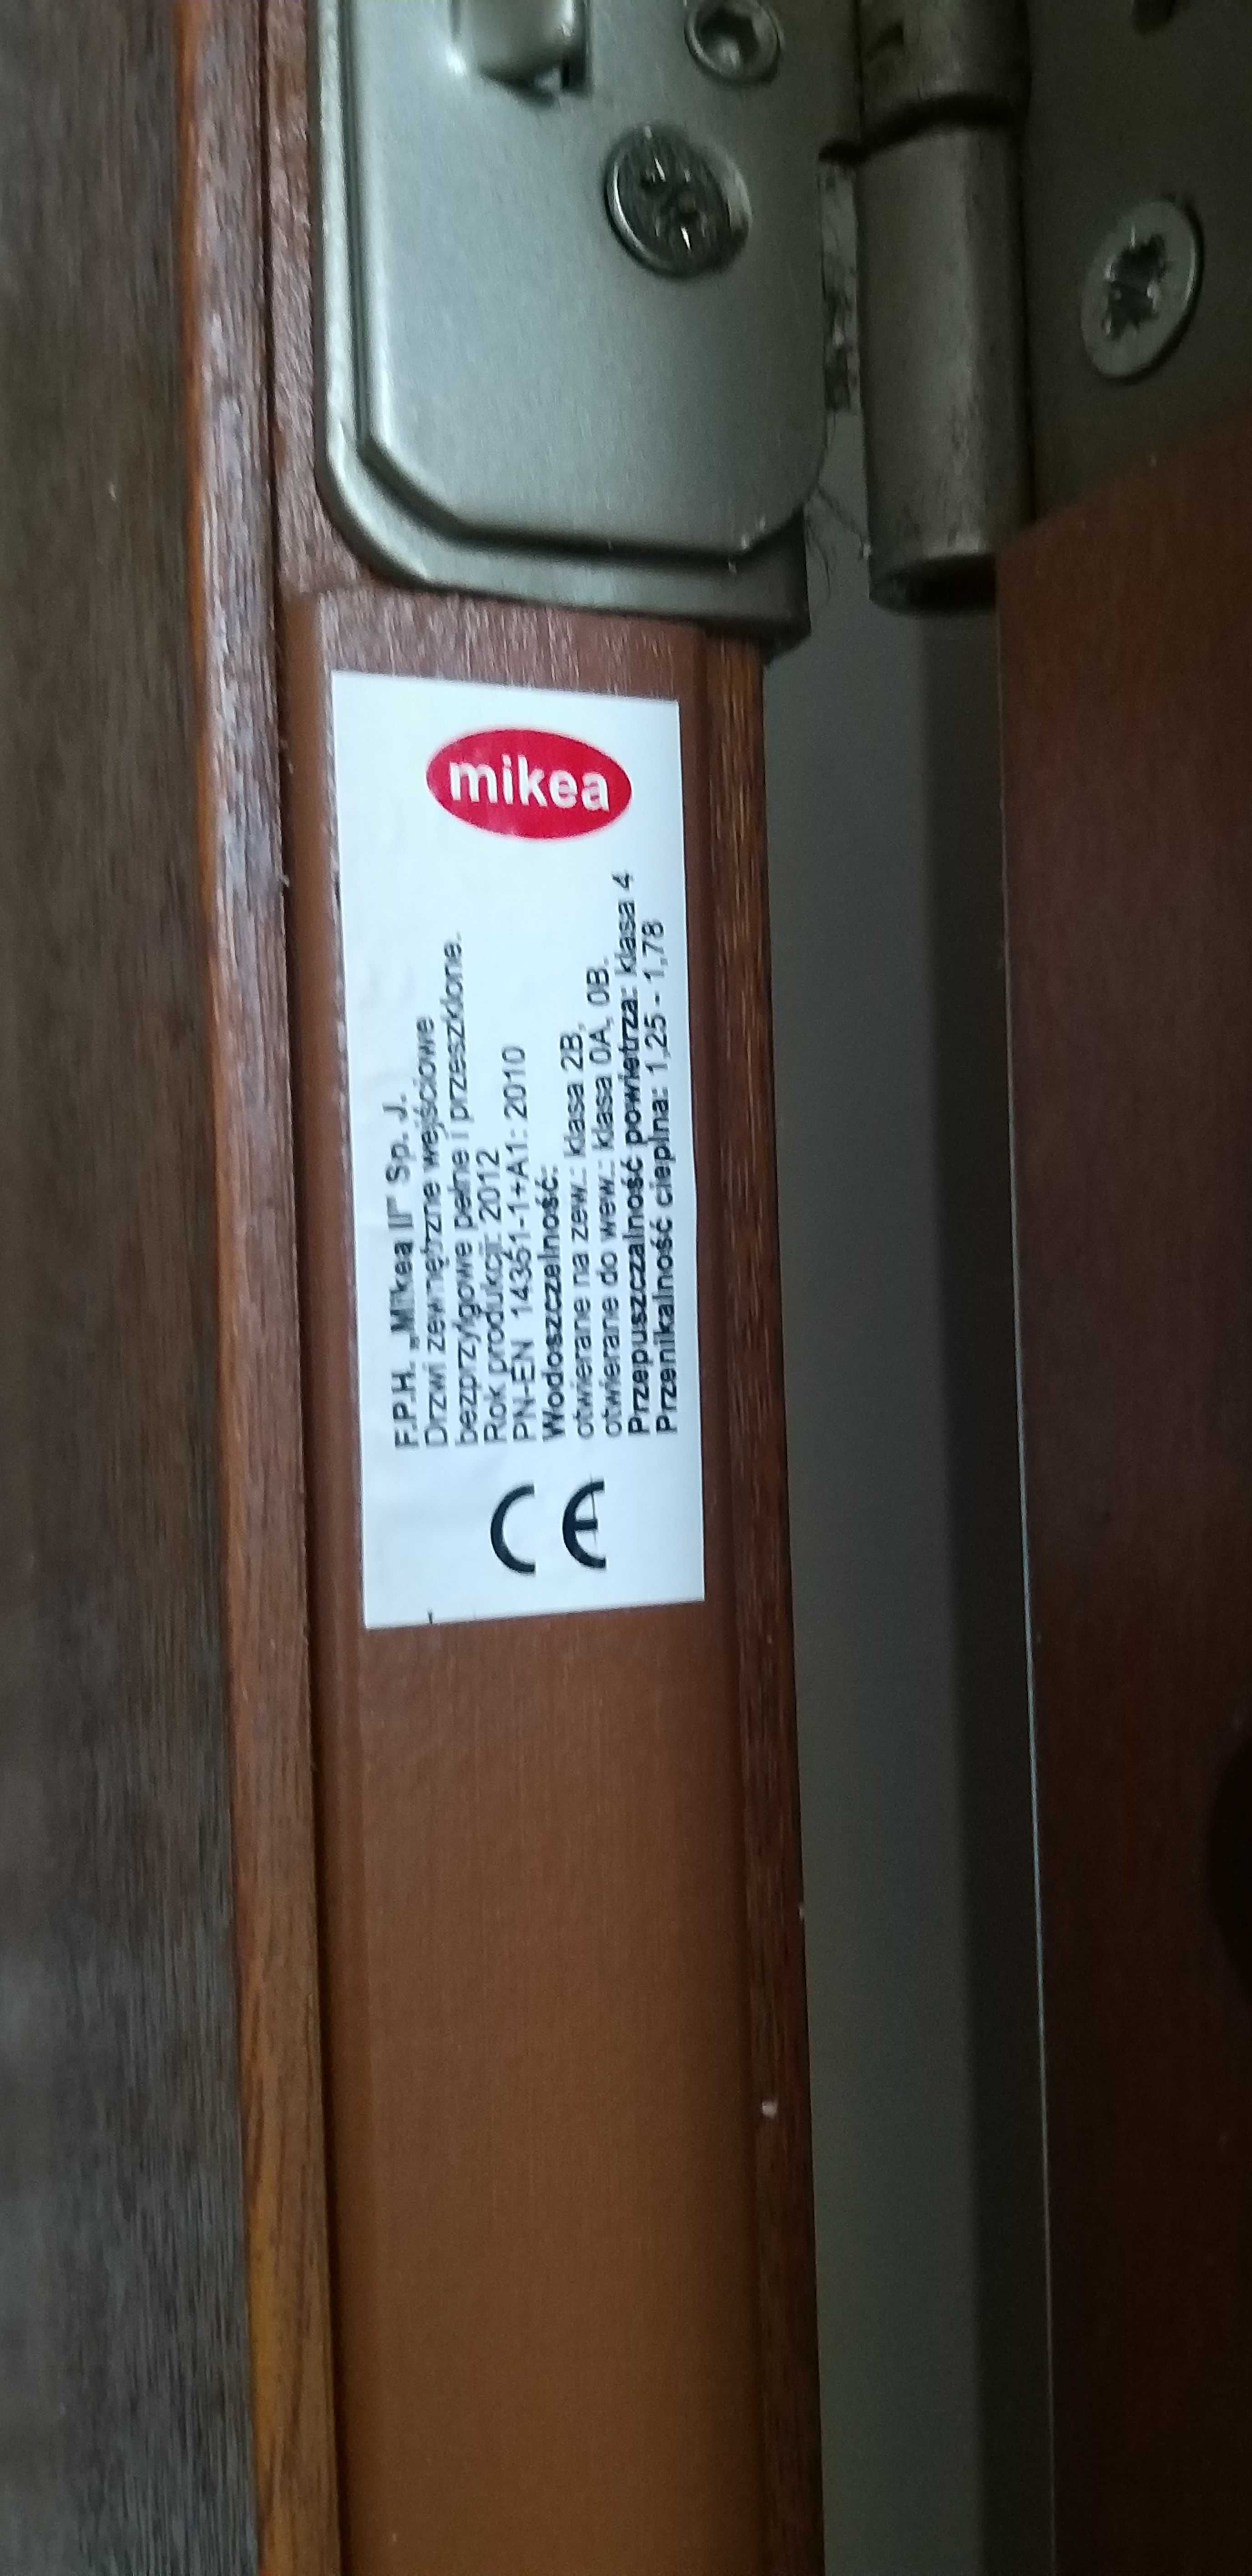 F.P.H. „Mikea II” Sp. J.
Drzwi zewnętrzne wejściowe
bezprzylgowe pełne i przeszklone.
Rok produkcji: 2012
PN-EN 14351-1+A1: 2010
Wodoszczelność:
otwierane na zew.: klasa 2B,
otwierane do wew.: klasa 0A, 0B.
Przepuszczalność powietrza: klasa 4
Przenikalność cieplna: 1,25 - 1,78
mikea
CE